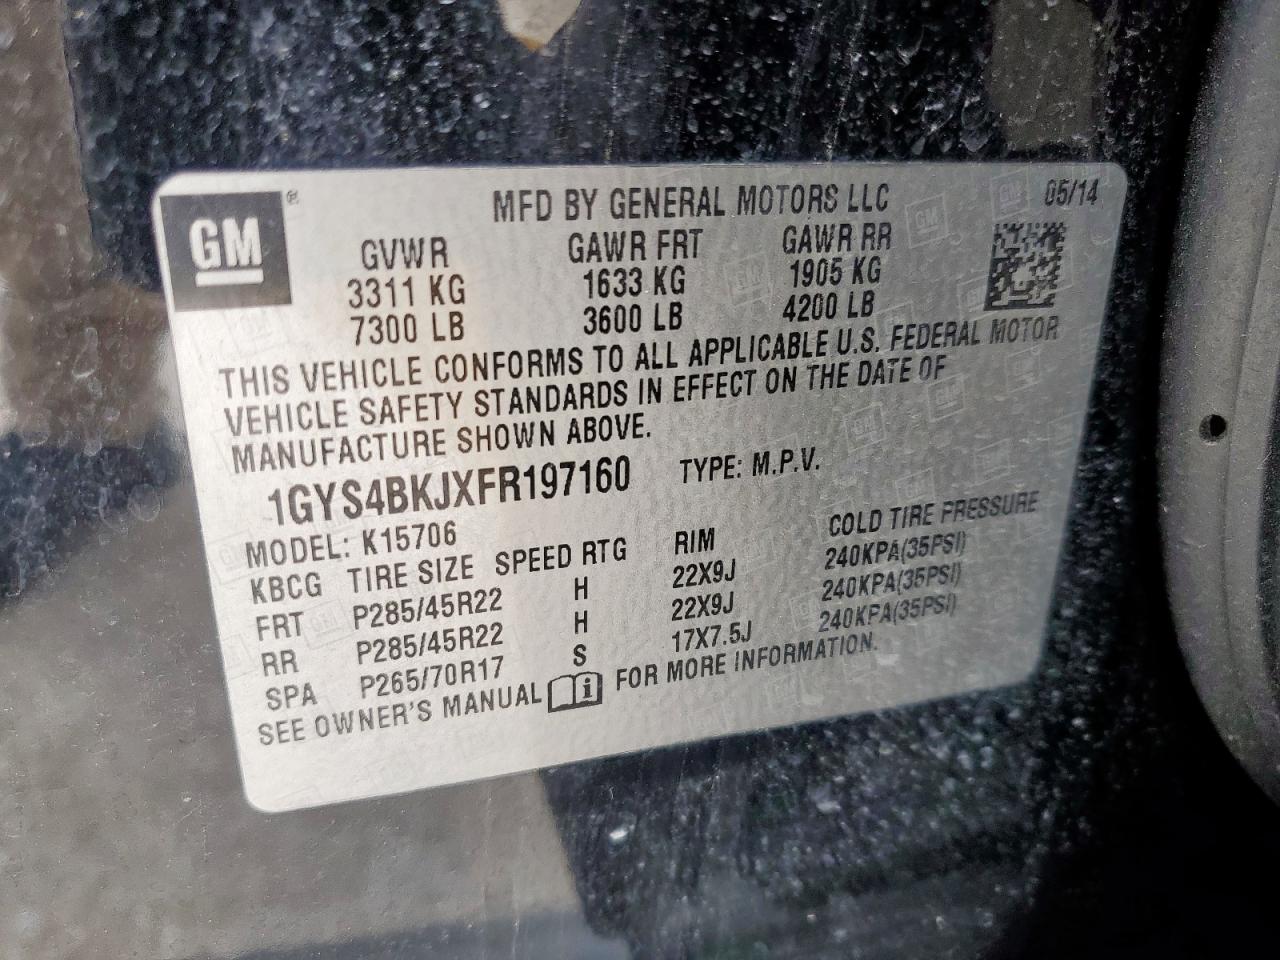 GM ®
MFD BY GENERAL MOTORS LLC 05/14
GVWR GAWR FRT GAWR RR
3311 KG 1633 KG 1905 KG
7300 LB 3600 LB 4200 LB
THIS VEHICLE CONFORMS TO ALL APPLICABLE U.S. FEDERAL MOTOR
VEHICLE SAFETY STANDARDS IN EFFECT ON THE DATE OF
MANUFACTURE SHOWN ABOVE.
1GYS4BKJXFR197160 TYPE: M.P.V.
MODEL: K15706
KBCG TIRE SIZE SPEED RTG RIM COLD TIRE PRESSURE
FRT P285/45R22 H 22X9J 240KPA(35PSI)
RR P285/45R22 H 22X9J 240KPA(35PSI)
SPA P265/70R17 S 17X7.5J 240KPA(35PSI)
SEE OWNER'S MANUAL FOR MORE INFORMATION.